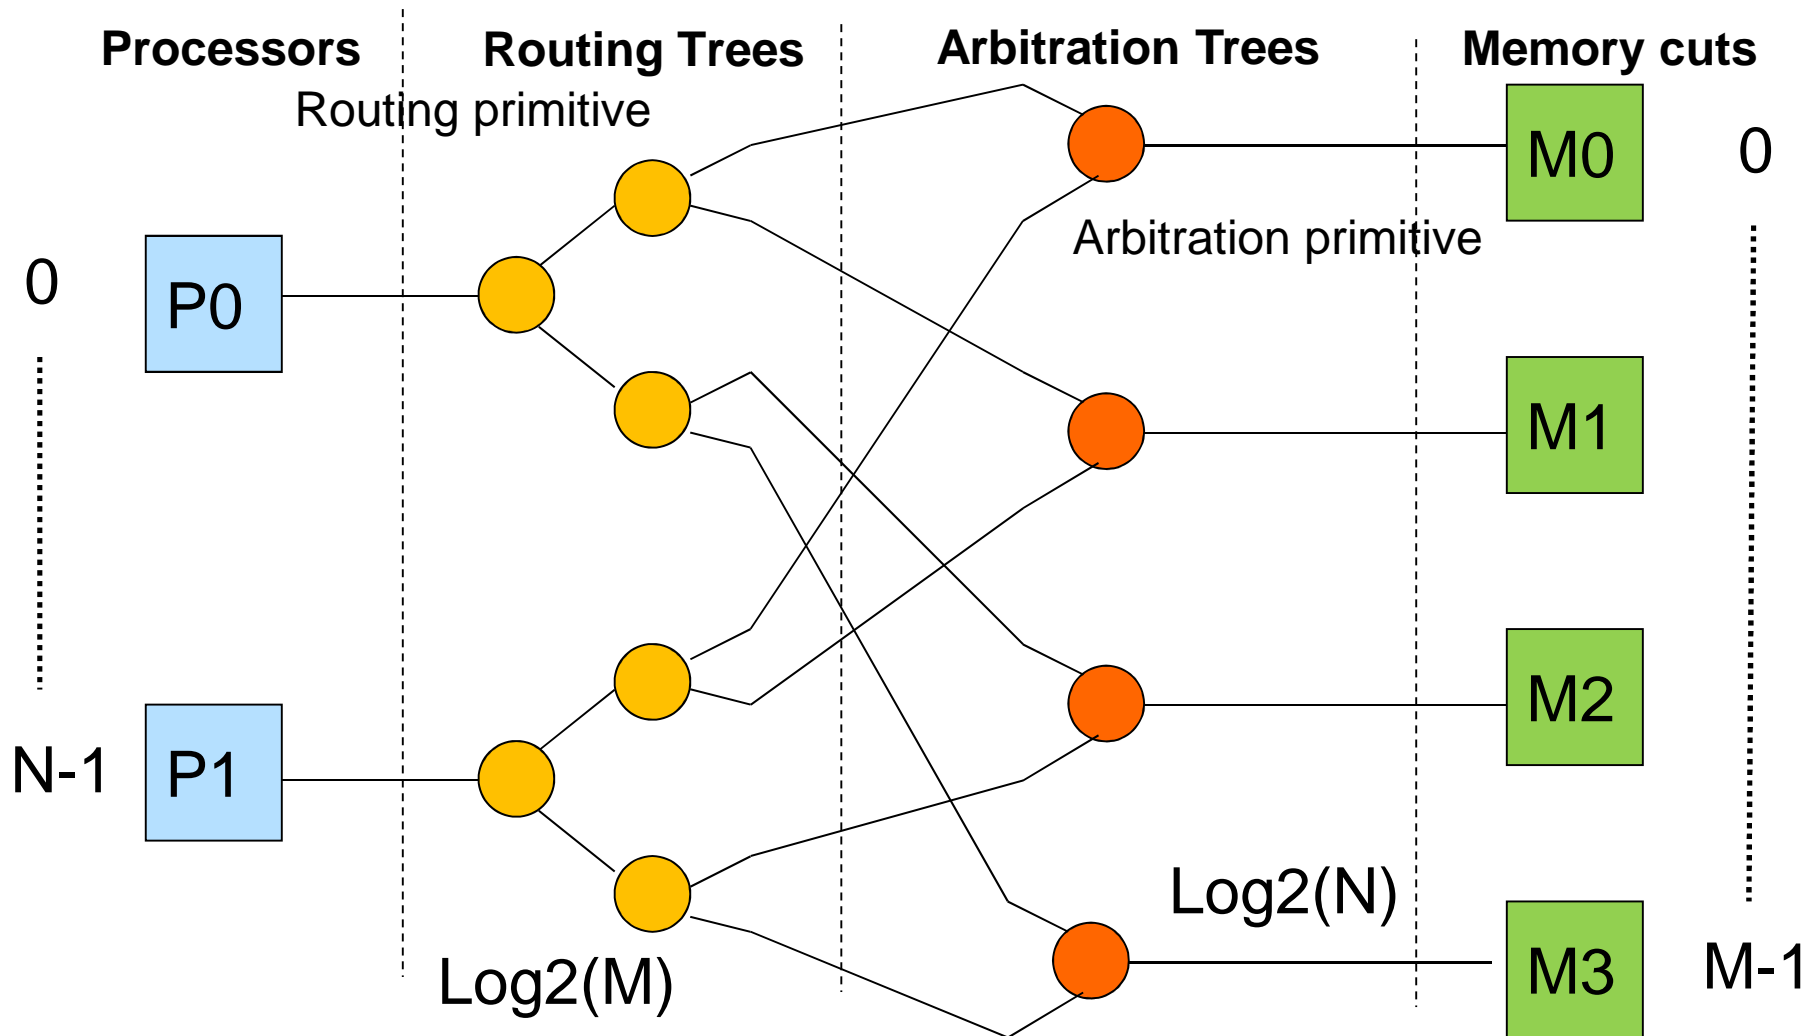 Processors
Routing Trees
Arbitration Trees
Memory cuts
Routing primitive
M0
0
Arbitration primitive
0
P0
M1
M2
N-1
P1
Log2(N)
Log2(M)
M3
M-1